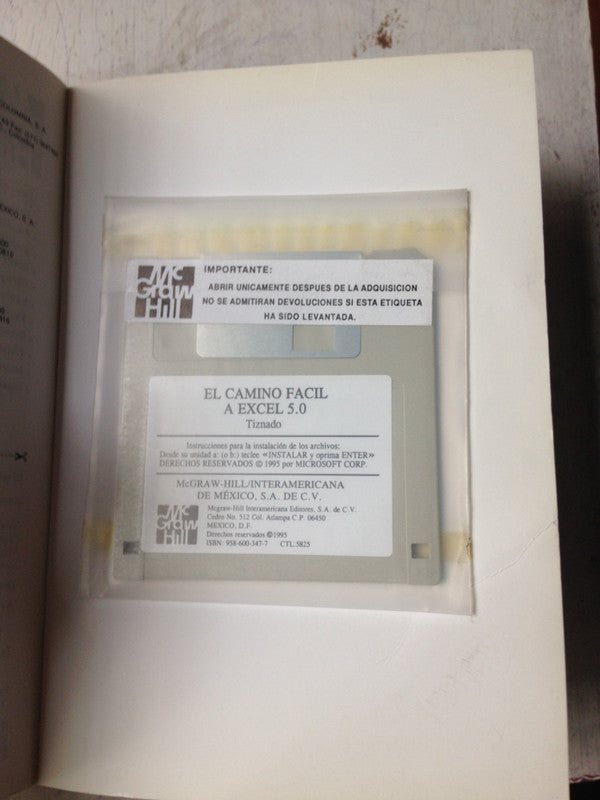 COLOMBIA, S. A.
MEXICO, S. A.
Mc
Graw
Hill
IMPORTANTE:
ABRIR UNICAMENTE DESPUES DE LA ADQUISICION
NO SE ADMITIRAN DEVOLUCIONES SI ESTA ETIQUETA
HA SIDO LEVANTADA.
EL CAMINO FACIL
A EXCEL 5.0
Tiznado
Instrucciones para la instalación de los archivos:
Desde su unidad a: (o b:) teclee «INSTALAR y oprima ENTER»
DERECHOS RESERVADOS © 1995 por MICROSOFT CORP.
McGRAW-HILL/INTERAMERICANA
DE MÉXICO, S.A. DE C.V.
Mc
Graw
Hill
McGraw-Hill Interamericana Editores, S.A. de C.V.
Cedro No. 512 Col. Atlampa C.P. 06450
MEXICO, D.F.
Derechos reservados ©1995
ISBN: 958-600-347-7 CTL:5825